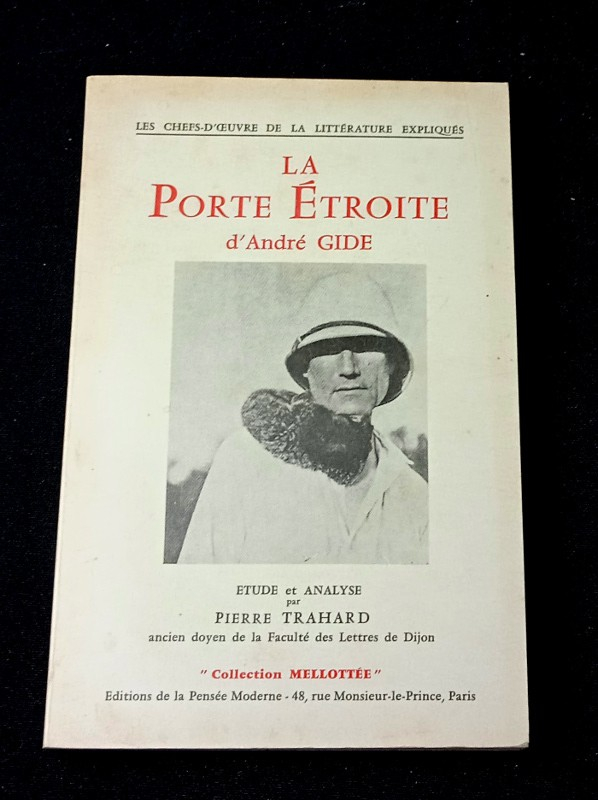 LES CHEFS-D'ŒUVRE DE LA LITTÉRATURE EXPLIQUÉS
LA
PORTE ÉTROITE
d'André GIDE
ETUDE et ANALYSE
par
PIERRE TRAHARD
ancien doyen de la Faculté des Lettres de Dijon
" Collection MELLOTTÉE "
Editions de la Pensée Moderne - 48, rue Monsieur-le-Prince, Paris